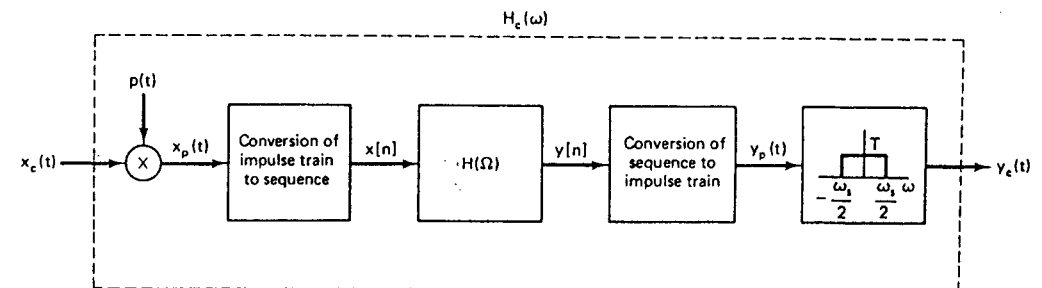 H_c(ω)
p(t)
x_c(t)
X
x_p(t)
Conversion of
impulse train
to sequence
x[n]
H(Ω)
y[n]
Conversion of
sequence to
impulse train
y_p(t)
T
-ω_s/2
ω_s/2
ω
y_c(t)